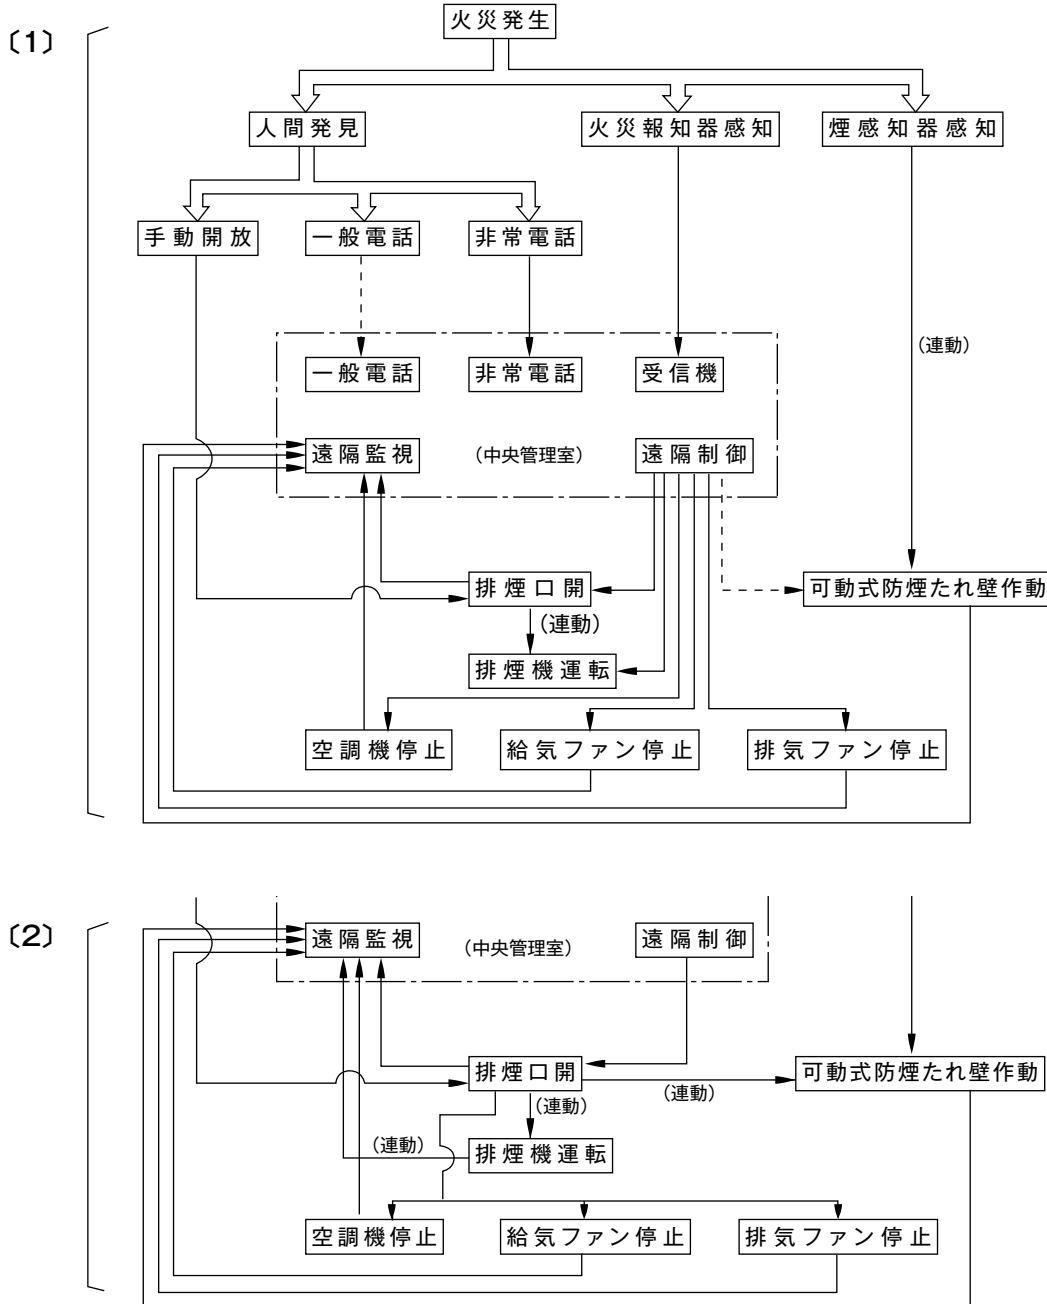 〔1〕
火災発生
人間発見
火災報知器感知
煙感知器感知
手動開放
一般電話
非常電話
(連動)
一般電話
非常電話
受信機
遠隔監視
(中央管理室)
遠隔制御
排煙口開
可動式防煙たれ壁作動
(連動)
排煙機運転
空調機停止
給気ファン停止
排気ファン停止
〔2〕
遠隔監視
(中央管理室)
遠隔制御
排煙口開
可動式防煙たれ壁作動
(連動)
(連動)
(連動)
排煙機運転
空調機停止
給気ファン停止
排気ファン停止